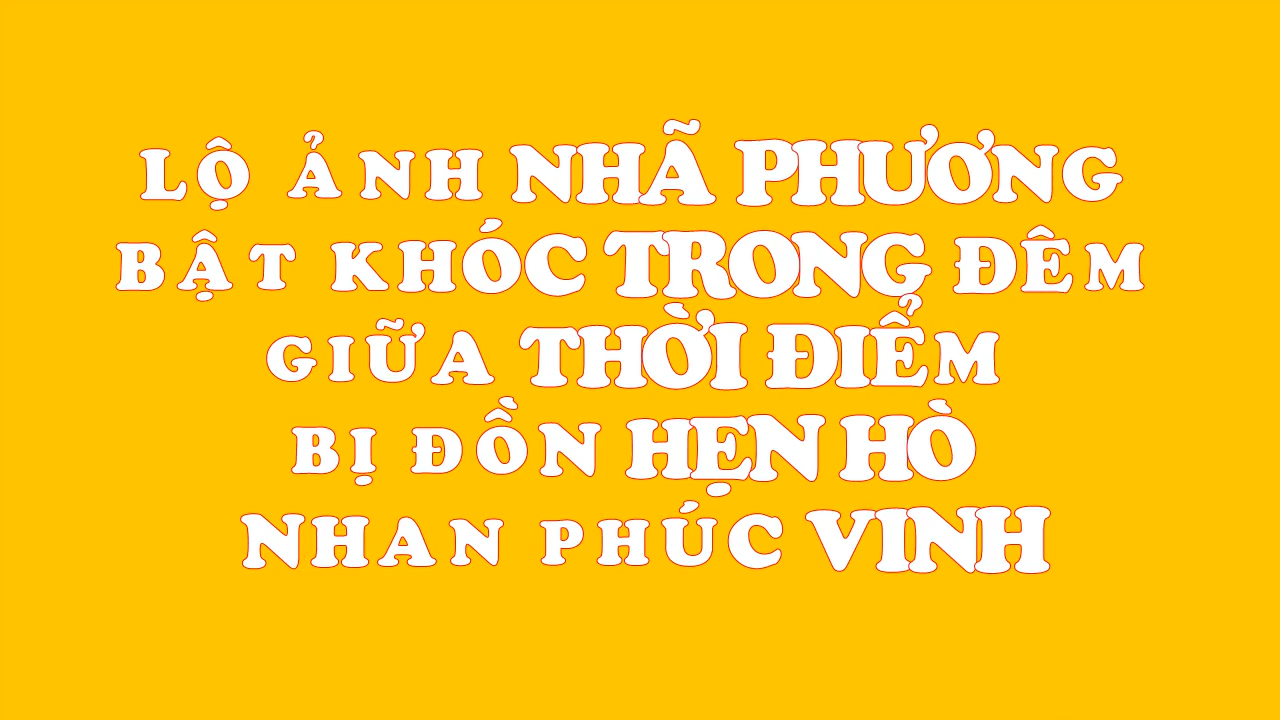 LỘ ẢNH NHÃ PHƯƠNG
BẬT KHÓC TRONG ĐÊM
GIỮA THỜI ĐIỂM
BỊ ĐỒN HẸN HÒ
NHAN PHÚC VINH